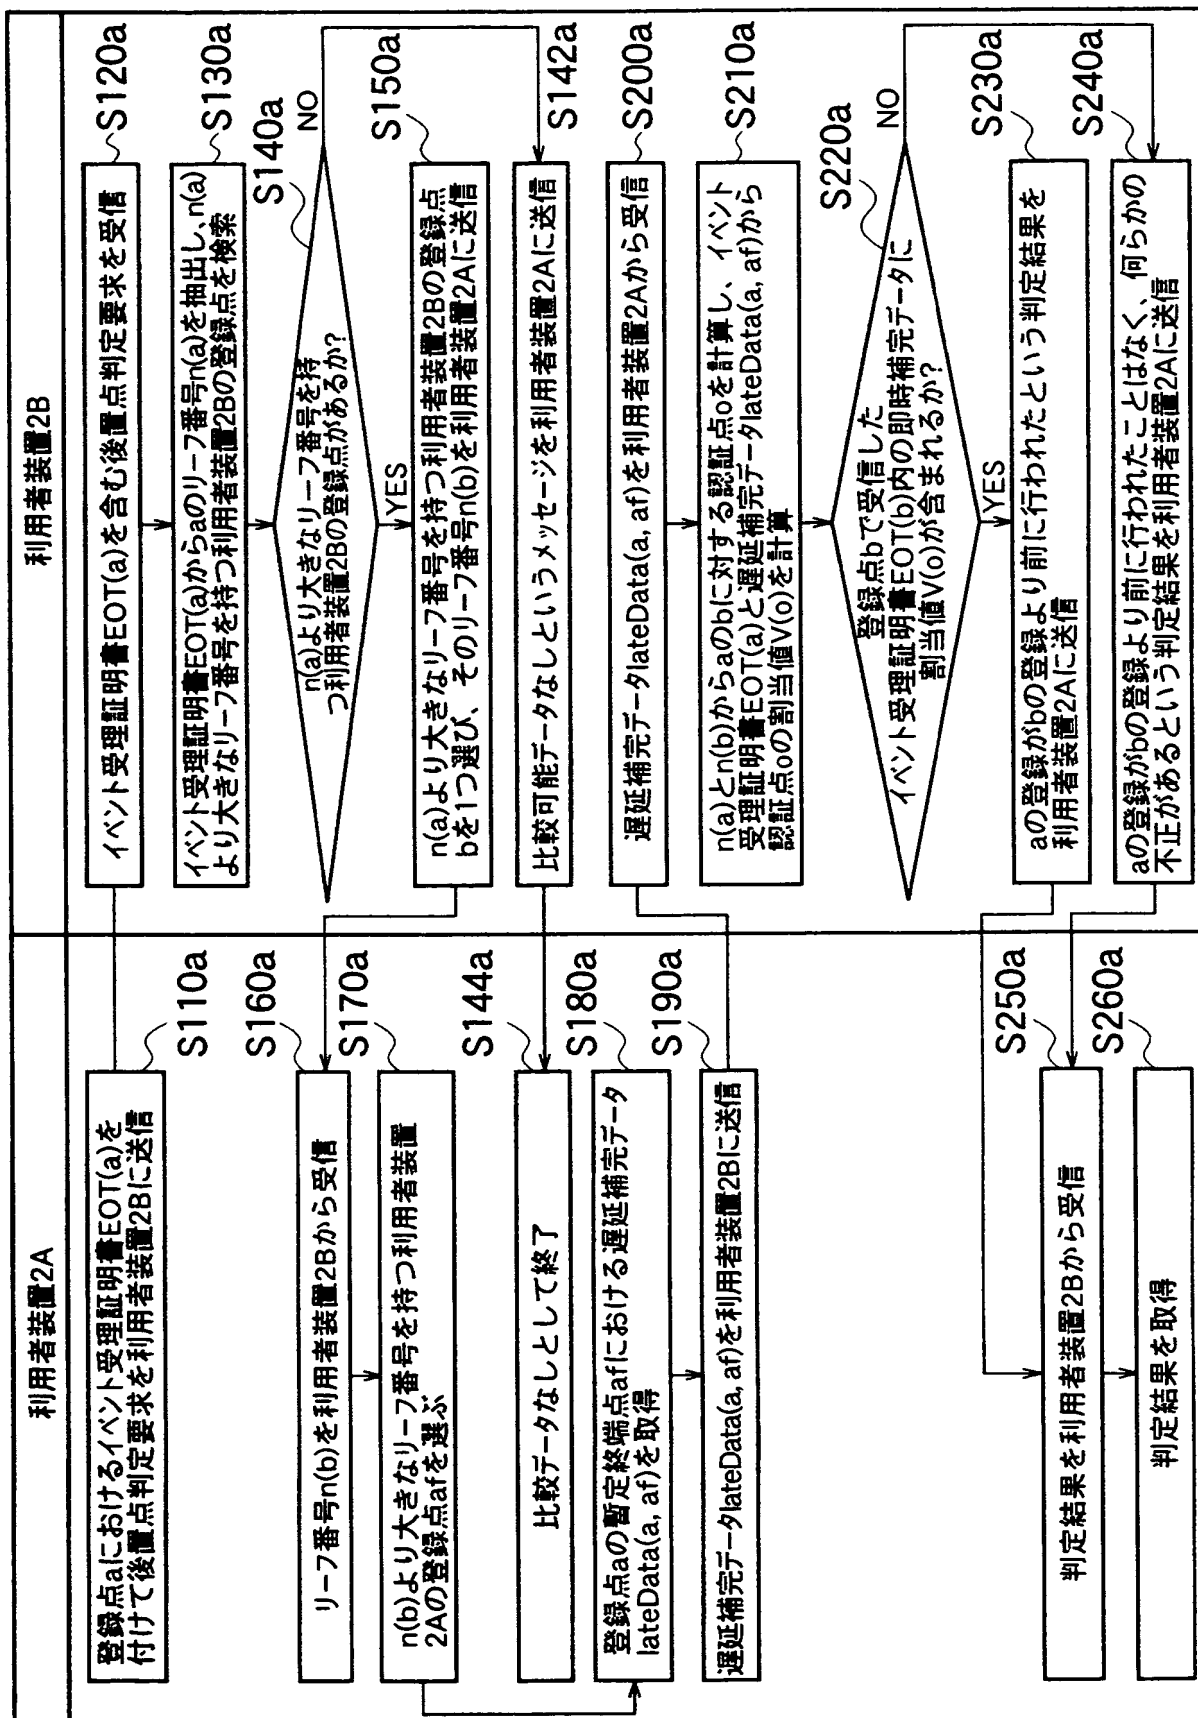 利用者装置2A
利用者装置2B
登録点aにおけるイベント受理証明書EOT(a)を
付けて後置点判定要求を利用者装置2Bに送信
S110a
イベント受理証明書EOT(a)を含む後置点判定要求を受信
S120a
イベント受理証明書EOT(a)からaのリーフ番号n(a)を抽出し、n(a)
より大きなリーフ番号を持つ利用者装置2Bの登録点を検索
S130a
n(a)より大きなリーフ番号を持
つ利用者装置2Bの登録点があるか?
S140a
NO
YES
n(a)より大きなリーフ番号を持つ利用者装置2Bの登録点
bを1つ選び、そのリーフ番号n(b)を利用者装置2Aに送信
S150a
リーフ番号n(b)を利用者装置2Bから受信
S160a
n(b)より大きなリーフ番号を持つ利用者装置
2Aの登録点afを選ぶ
S170a
比較可能データなしというメッセージを利用者装置2Aに送信
S142a
比較データなしとして終了
S144a
登録点aの暫定終端点afにおける遅延補完データ
lateData(a, af)を取得
S180a
遅延補完データlateData(a, af)を利用者装置2Bに送信
S190a
遅延補完データlateData(a, af)を利用者装置2Aから受信
S200a
n(a)とn(b)からaのbに対する認証点oを計算し、イベント
受理証明書EOT(a)と遅延補完データlateData(a, af)から
認証点oの割当値V(o)を計算
S210a
登録点bで受信した
イベント受理証明書EOT(b)内の即時補完データに
割当値V(o)が含まれるか?
S220a
NO
YES
aの登録がbの登録より前に行われたという判定結果を
利用者装置2Aに送信
S230a
aの登録がbの登録より前に行われたことはなく、何らかの
不正があるという判定結果を利用者装置2Aに送信
S240a
判定結果を利用者装置2Bから受信
S250a
判定結果を取得
S260a